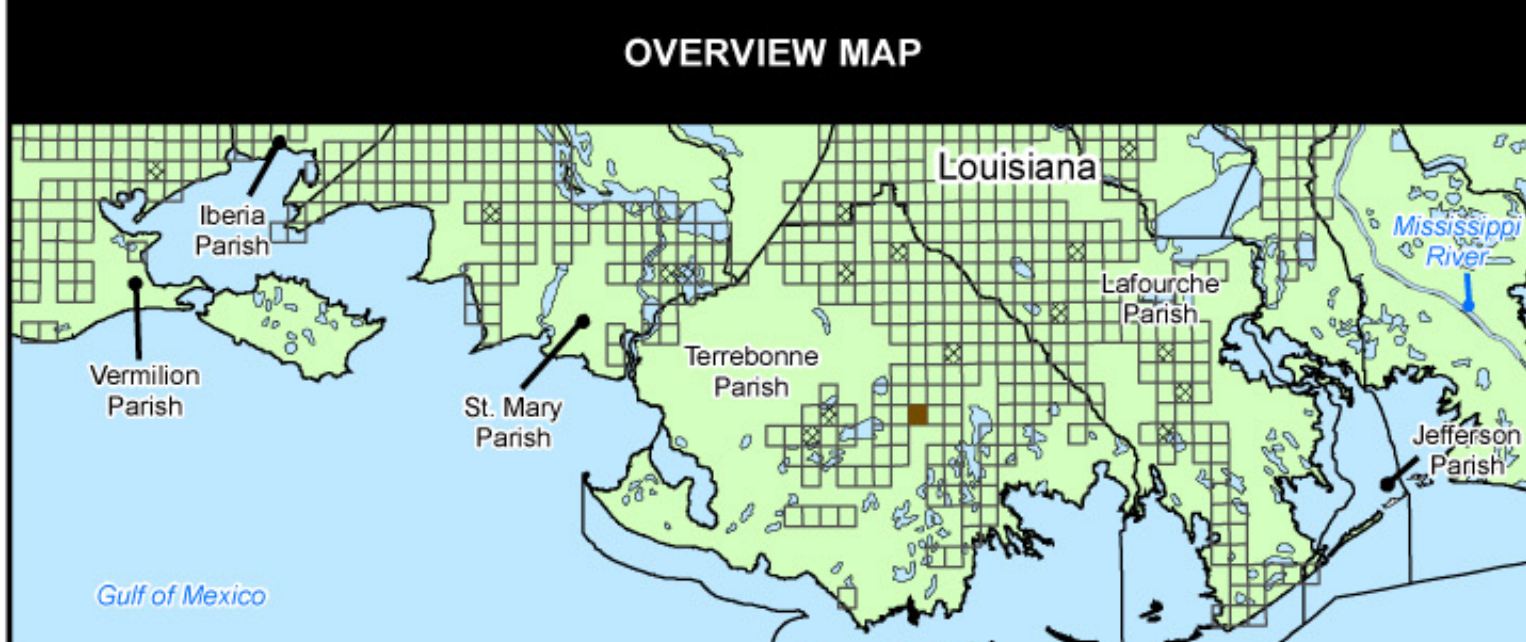 OVERVIEW MAP
Louisiana
Iberia
Parish
Mississippi
River
Lafourche
Parish
Terrebonne
Parish
Vermilion
Parish
St. Mary
Parish
Jefferson
Parish
Gulf of Mexico